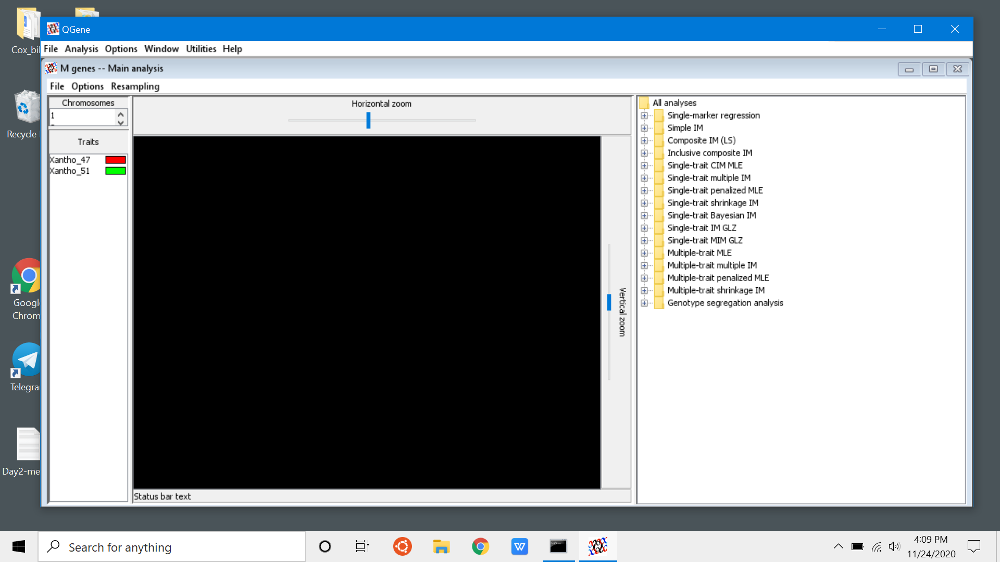 Cox_bil
QGene
File Analysis Options Window Utilities Help
M genes -- Main analysis
File Options Resampling
Chromosomes
1
Traits
Xantho_47
Xantho_51
Horizontal zoom
Vertical zoom
Status bar text
All analyses
Single-marker regression
Simple IM
Composite IM (LS)
Inclusive composite IM
Single-trait CIM MLE
Single-trait multiple IM
Single-trait penalized MLE
Single-trait shrinkage IM
Single-trait Bayesian IM
Single-trait IM GLZ
Single-trait MIM GLZ
Multiple-trait MLE
Multiple-trait multiple IM
Multiple-trait penalized MLE
Multiple-trait shrinkage IM
Genotype segregation analysis
Recycle
Googl
Chrom
Telegra
Day2-me
Search for anything
4:09 PM
11/24/2020